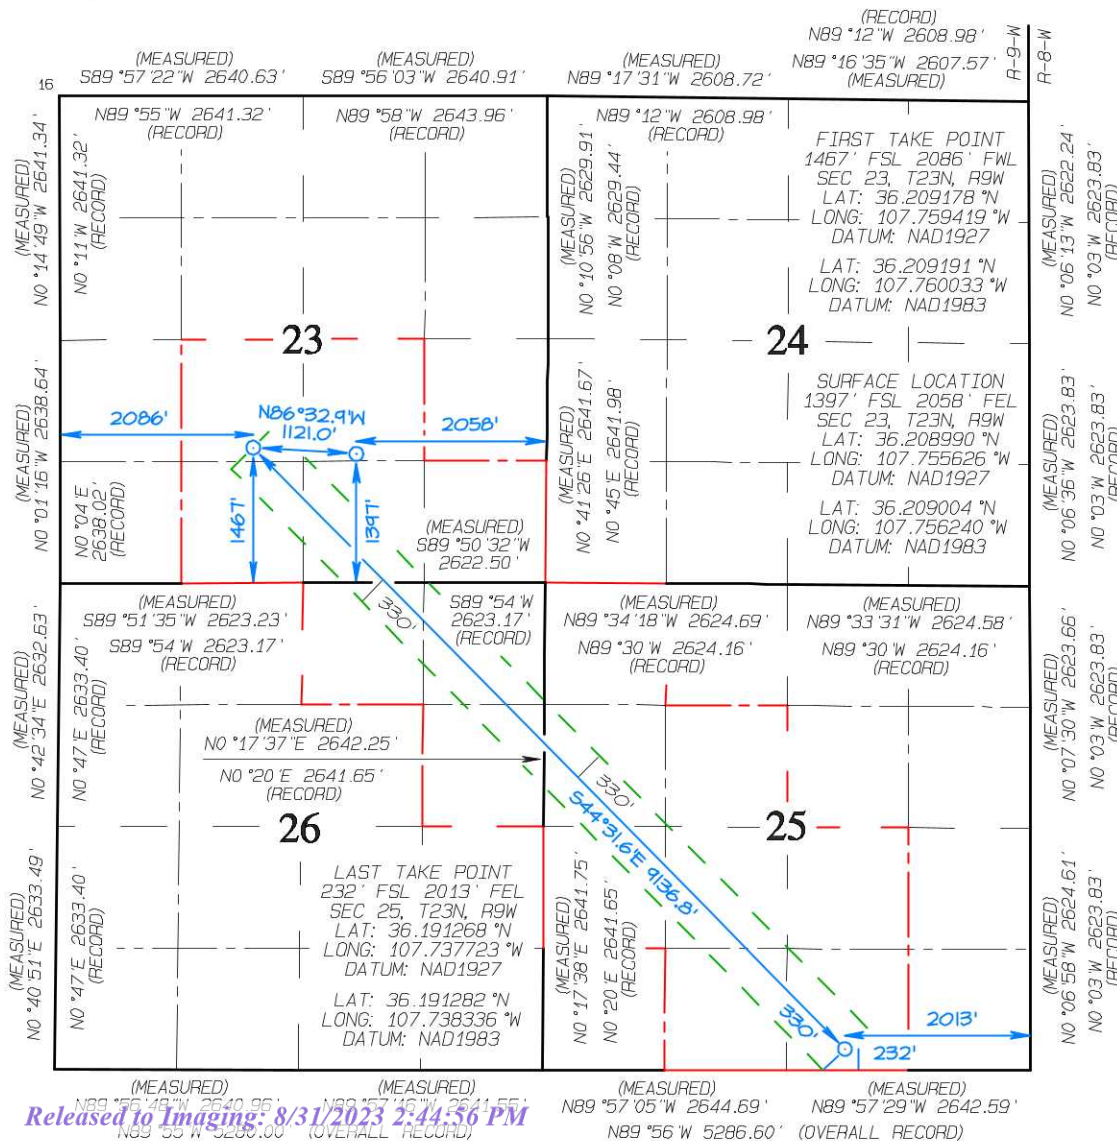 (RECORD)
N89°12'W 2608.98'
(MEASURED)
S89°57'22"W 2640.63'
(MEASURED)
S89°56'03"W 2640.91'
(MEASURED)
N89°17'31"W 2608.72'
N89°16'35"W 2607.57'
(MEASURED)
R-9-W
R-8-W
16
N89°55'W 2641.32'
(RECORD)
N89°58'W 2643.96'
(RECORD)
N89°12'W 2608.98'
(RECORD)
(MEASURED)
N0°14'49"W 2641.34'
N0°11'W 2641.32'
(RECORD)
(MEASURED)
N0°10'56"W 2629.91'
N0°08'W 2629.44'
(RECORD)
FIRST TAKE POINT
1467' FSL 2086' FWL
SEC 23, T23N, R9W
LAT: 36.209178°N
LONG: 107.759419°W
DATUM: NAD1927
LAT: 36.209191°N
LONG: 107.760033°W
DATUM: NAD1983
(MEASURED)
N0°06'13"W 2622.24'
N0°03'W 2623.83'
(RECORD)
23
24
(MEASURED)
N0°01'16"W 2638.64'
N0°04'E
2638.02'
(RECORD)
2086'
N86°32.9'W
1121.0'
2058'
1467'
1397'
(MEASURED)
N0°41'26"E 2641.67'
N0°45'E 2641.98'
(RECORD)
SURFACE LOCATION
1397' FSL 2058' FEL
SEC 23, T23N, R9W
LAT: 36.208990°N
LONG: 107.755626°W
DATUM: NAD1927
LAT: 36.209004°N
LONG: 107.756240°W
DATUM: NAD1983
(MEASURED)
N0°06'36"W 2623.83'
N0°03'W 2623.83'
(RECORD)
(MEASURED)
S89°50'32"W
2622.50'
(MEASURED)
S89°51'35"W 2623.23'
S89°54'W 2623.17'
(RECORD)
330'
S89°54'W
2623.17'
(RECORD)
(MEASURED)
N89°34'18"W 2624.69'
N89°30'W 2624.16'
(RECORD)
(MEASURED)
N89°33'31"W 2624.58'
N89°30'W 2624.16'
(RECORD)
(MEASURED)
N0°42'34"E 2632.63'
N0°47'E 2633.40'
(RECORD)
(MEASURED)
N0°17'37"E 2642.25'
N0°20'E 2641.65'
(RECORD)
330'
S44°31.6'E 9136.8'
(MEASURED)
N0°07'30"W 2623.66'
N0°03'W 2623.83'
(RECORD)
26
25
(MEASURED)
N0°40'51"E 2633.49'
N0°47'E 2633.40'
(RECORD)
LAST TAKE POINT
232' FSL 2013' FEL
SEC 25, T23N, R9W
LAT: 36.191268°N
LONG: 107.737723°W
DATUM: NAD1927
LAT: 36.191282°N
LONG: 107.738336°W
DATUM: NAD1983
(MEASURED)
N0°17'38"E 2641.75'
N0°20'E 2641.65'
(RECORD)
330'
2013'
232'
(MEASURED)
N0°06'58"W 2624.61'
N0°03'W 2623.83'
(RECORD)
(MEASURED)
N89°56'48"W 2640.96'
(MEASURED)
N89°57'16"W 2641.55'
(MEASURED)
N89°57'05"W 2644.69'
(MEASURED)
N89°57'29"W 2642.59'
Released to Imaging: 8/31/2023 2:44:56 PM
N89°55'W 5280.00' (OVERALL RECORD)
N89°56'W 5286.60' (OVERALL RECORD)